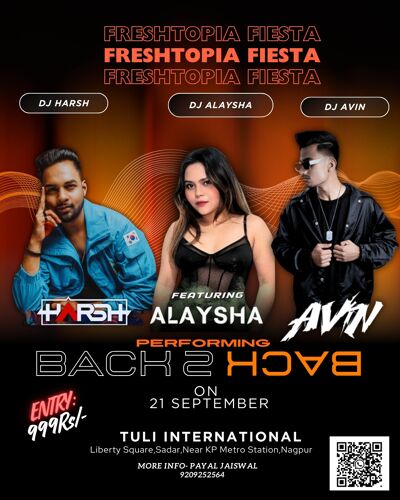 FRESHTOPIA FIESTA
FRESHTOPIA FIESTA
FRESHTOPIA FIESTA
DJ HARSH
DJ ALAYSHA
DJ AVIN
HARSH
FEATURING
ALAYSHA
AVIN
PERFORMING
BACK 2 BACK
ON
21 SEPTEMBER
ENTRY:
999Rs/-
TULI INTERNATIONAL
Liberty Square,Sadar,Near KP Metro Station,Nagpur
MORE INFO- PAYAL JAISWAL
9209252564